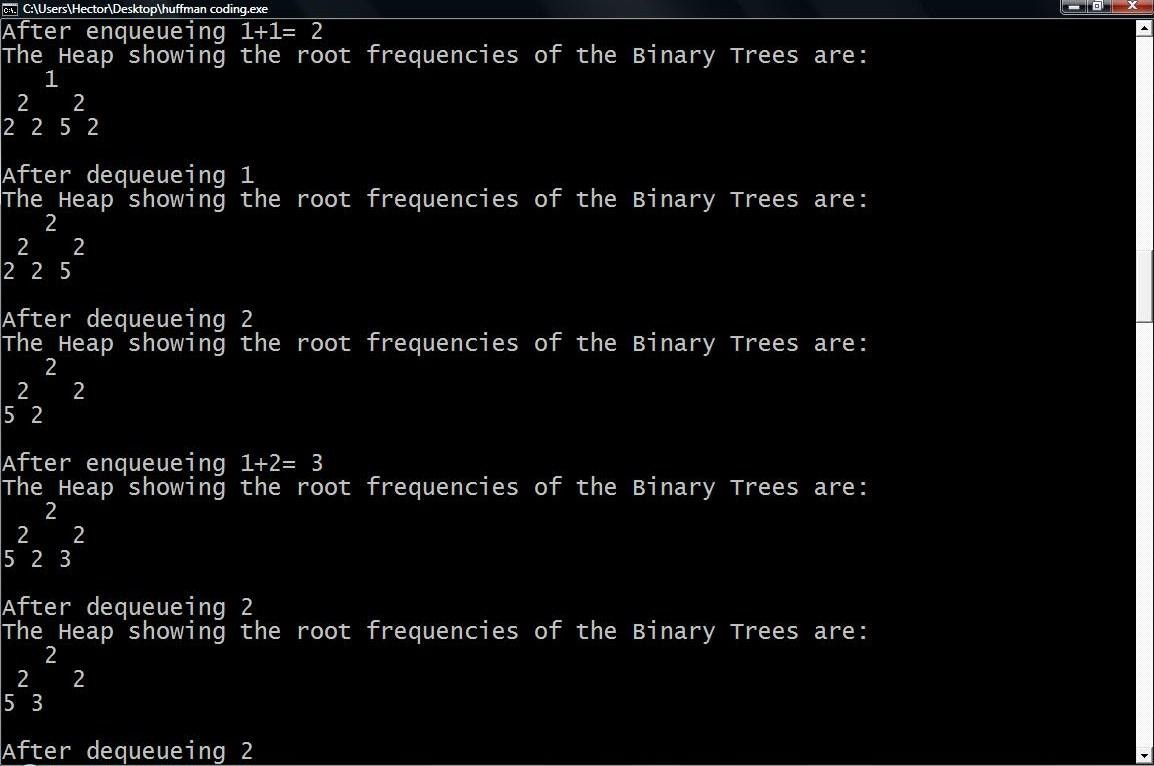 C:\Users\Hector\Desktop\huffman coding.exe
After enqueueing 1+1= 2
The Heap showing the root frequencies of the Binary Trees are:
1
2 2
2 2 5 2
After dequeueing 1
The Heap showing the root frequencies of the Binary Trees are:
2
2 2
2 2 5
After dequeueing 2
The Heap showing the root frequencies of the Binary Trees are:
2
2 2
5 2
After enqueueing 1+2= 3
The Heap showing the root frequencies of the Binary Trees are:
2
2 2
5 2 3
After dequeueing 2
The Heap showing the root frequencies of the Binary Trees are:
2
2 2
5 3
After dequeueing 2